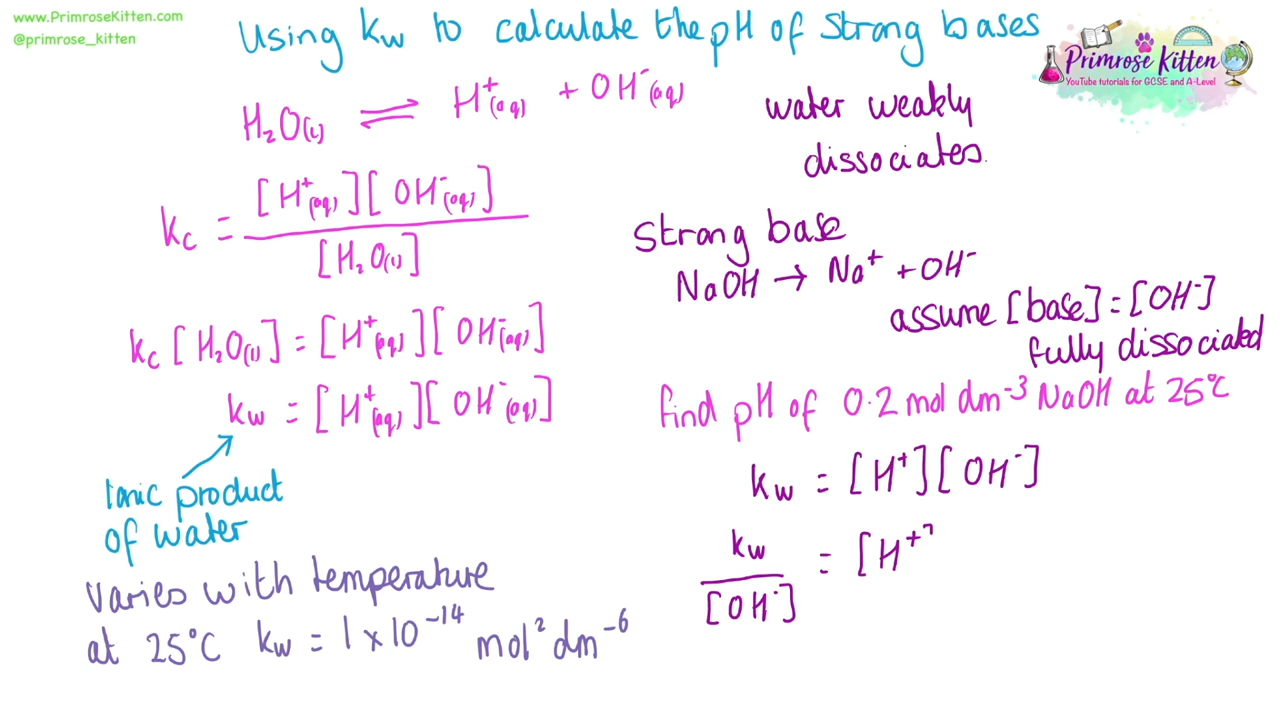 www.PrimroseKitten.com
@primrose_kitten
Using Kw to calculate the pH of strong bases
Primrose Kitten
YouTube tutorials for GCSE and A-Level
H₂O(l) ⇌ H⁺(aq) + OH⁻(aq)
water weakly
dissociates.
Kc = [H⁺(aq)][OH⁻(aq)]
[H₂O(l)]
Kc [H₂O(l)] = [H⁺(aq)][OH⁻(aq)]
Kw = [H⁺(aq)][OH⁻(aq)]
Ionic product
of water
Varies with temperature
at 25°C Kw = 1 x 10⁻¹⁴ mol² dm⁻⁶
Strong base
NaOH → Na⁺ + OH⁻
assume [base] = [OH⁻]
fully dissociated
find pH of 0.2 mol dm⁻³ NaOH at 25°C
Kw = [H⁺][OH⁻]
Kw
[OH⁻] = [H⁺]